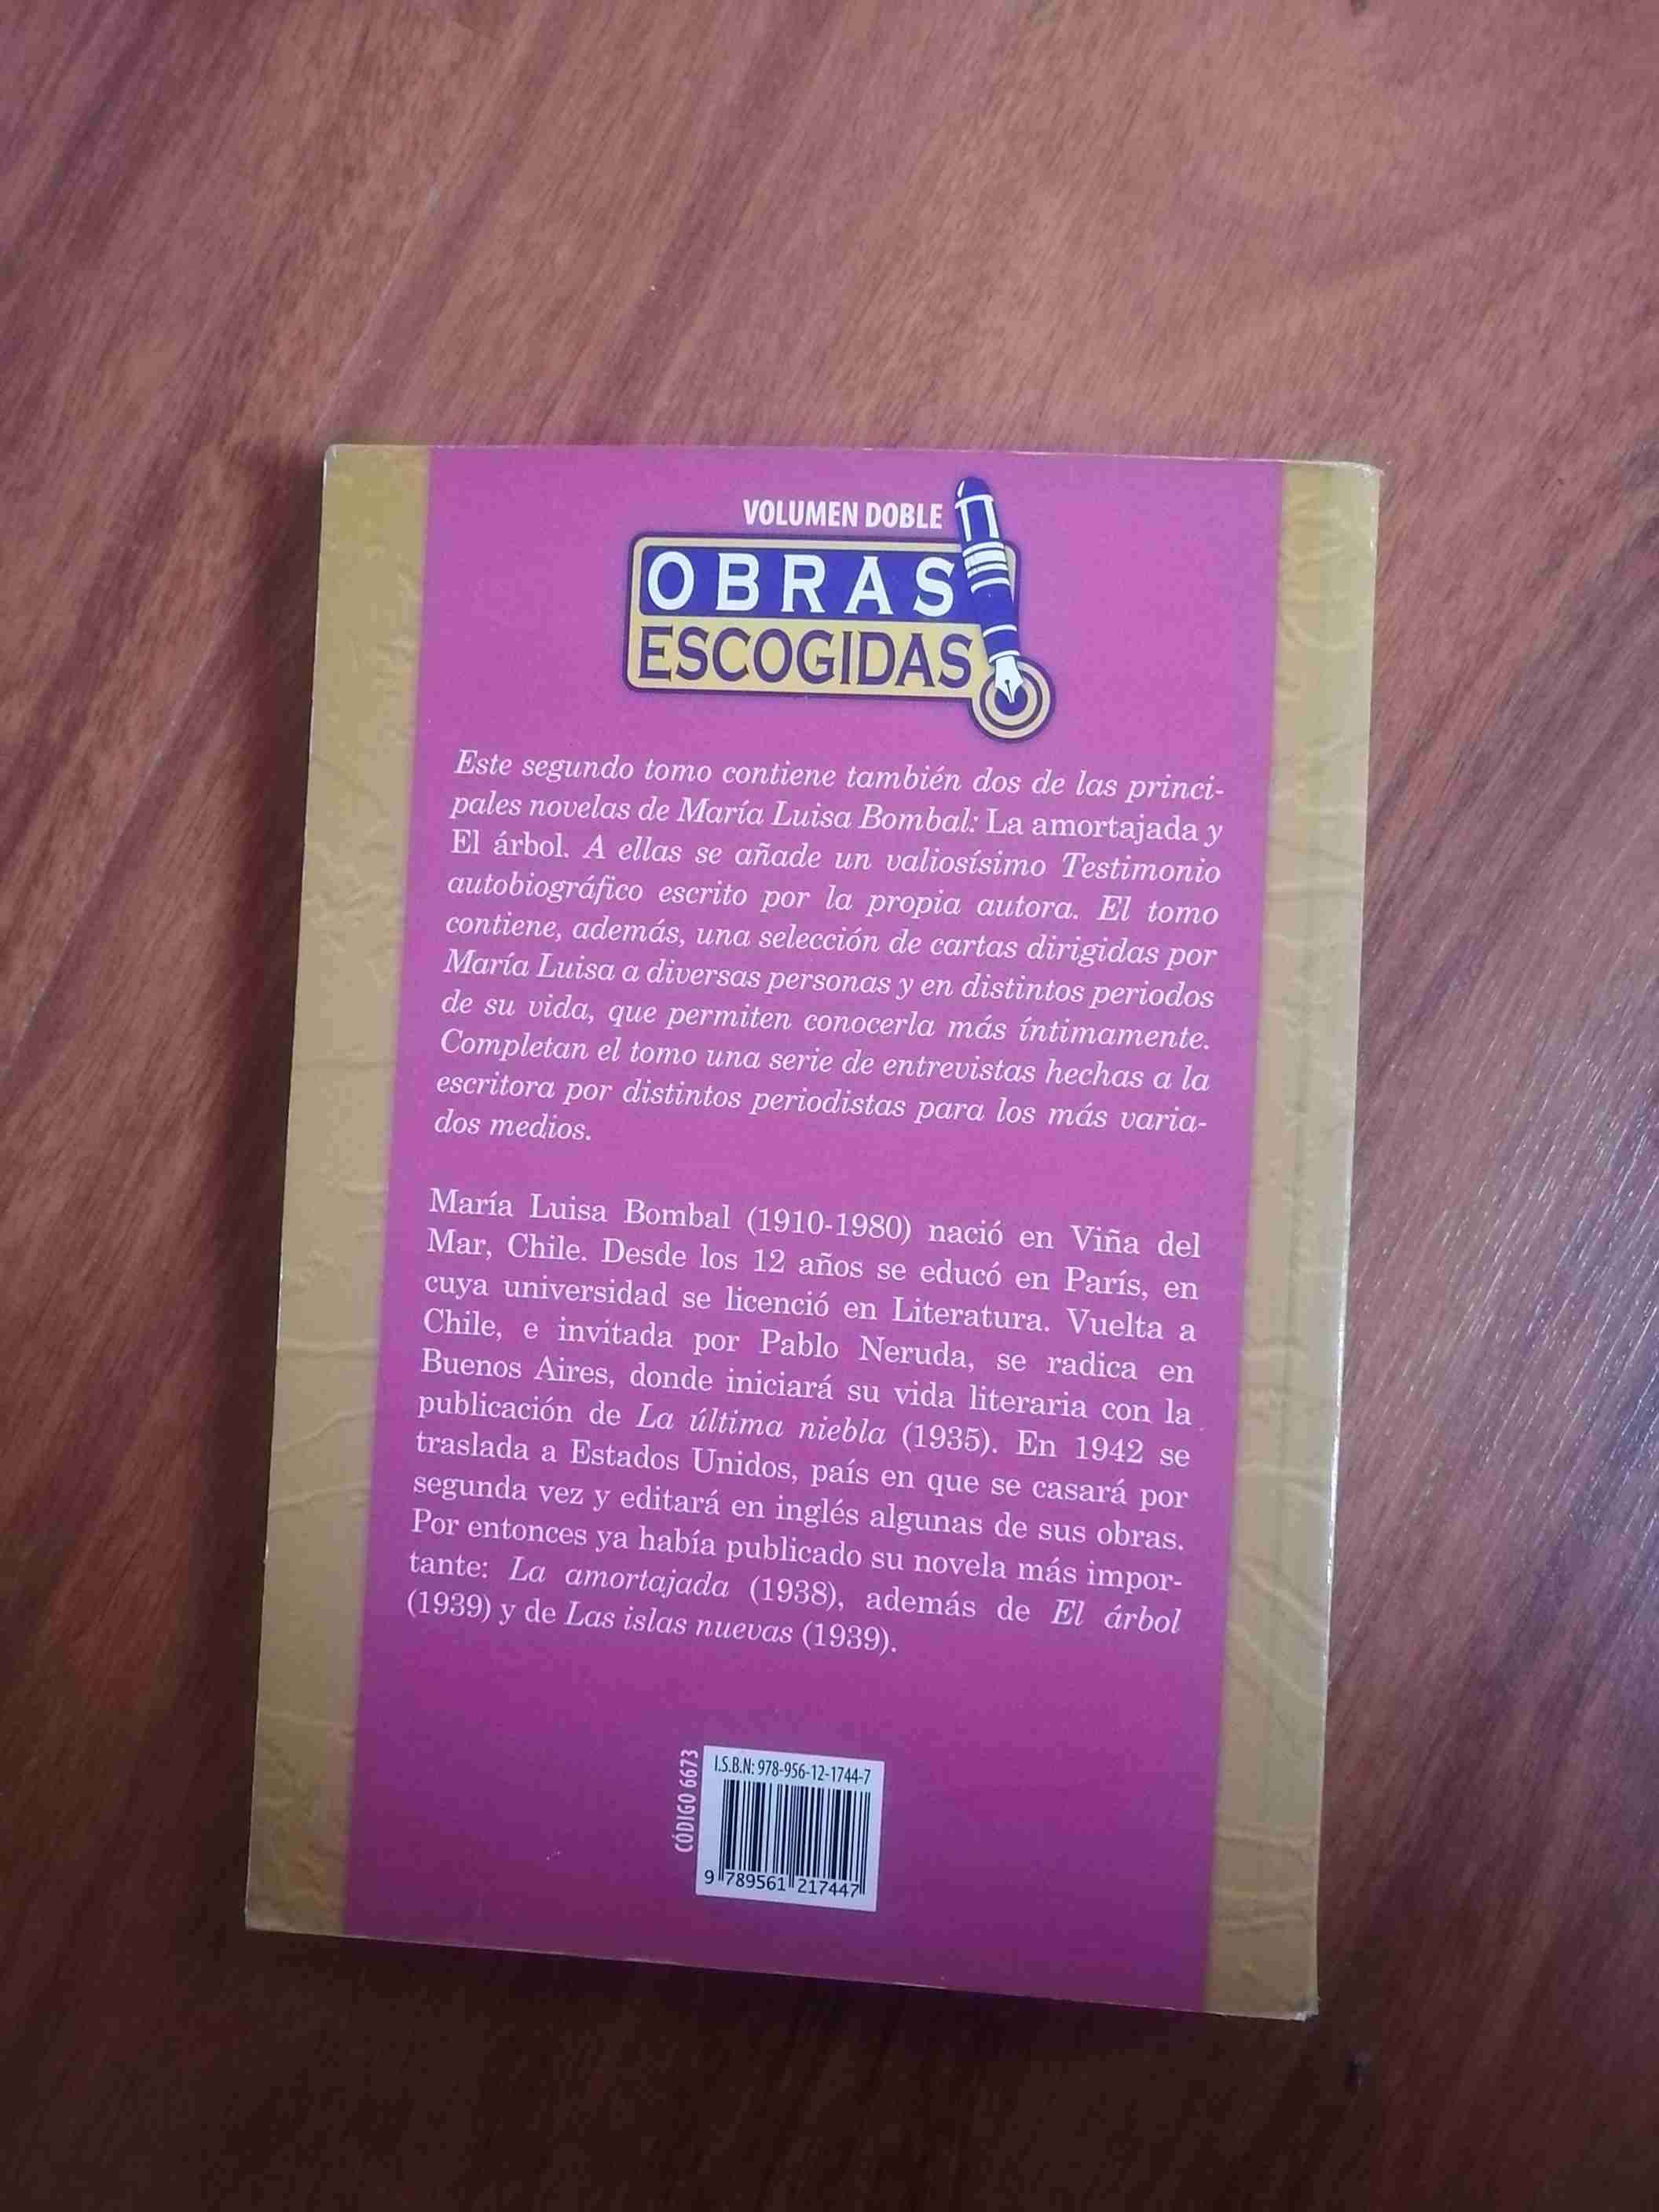 VOLUMEN DOBLE
OBRAS
ESCOGIDAS
Este segundo tomo contiene también dos de las princi-
pales novelas de María Luisa Bombal: La amortajada y
El árbol. A ellas se añade un valiosísimo Testimonio
autobiográfico escrito por la propia autora. El tomo
contiene, además, una selección de cartas dirigidas por
María Luisa a diversas personas y en distintos periodos
de su vida, que permiten conocerla más íntimamente.
Completan el tomo una serie de entrevistas hechas a la
escritora por distintos periodistas para los más varia-
dos medios.
María Luisa Bombal (1910-1980) nació en Viña del
Mar, Chile. Desde los 12 años se educó en París, en
cuya universidad se licenció en Literatura. Vuelta a
Chile, e invitada por Pablo Neruda, se radica en
Buenos Aires, donde iniciará su vida literaria con la
publicación de La última niebla (1935). En 1942 se
traslada a Estados Unidos, país en que se casará por
segunda vez y editará en inglés algunas de sus obras.
Por entonces ya había publicado su novela más impor-
tante: La amortajada (1938), además de El árbol
(1939) y de Las islas nuevas (1939).
CÓDIGO 6673
I.S.B.N: 978-956-12-1744-7
9 789561 217447